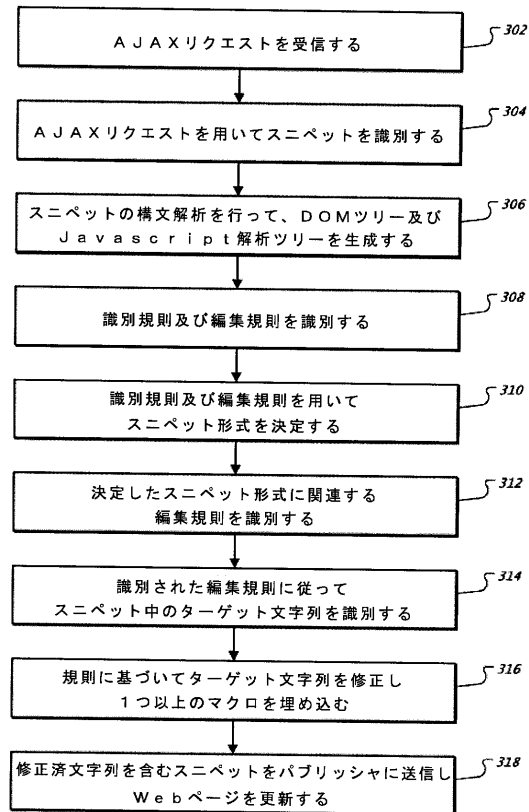 AJAXリクエストを受信する
302
AJAXリクエストを用いてスニペットを識別する
304
スニペットの構文解析を行って、DOMツリー及び
Javascript解析ツリーを生成する
306
識別規則及び編集規則を識別する
308
識別規則及び編集規則を用いて
スニペット形式を決定する
310
決定したスニペット形式に関連する
編集規則を識別する
312
識別された編集規則に従って
スニペット中のターゲット文字列を識別する
314
規則に基づいてターゲット文字列を修正し
1つ以上のマクロを埋め込む
316
修正済文字列を含むスニペットをパブリッシャに送信し
Webページを更新する
318